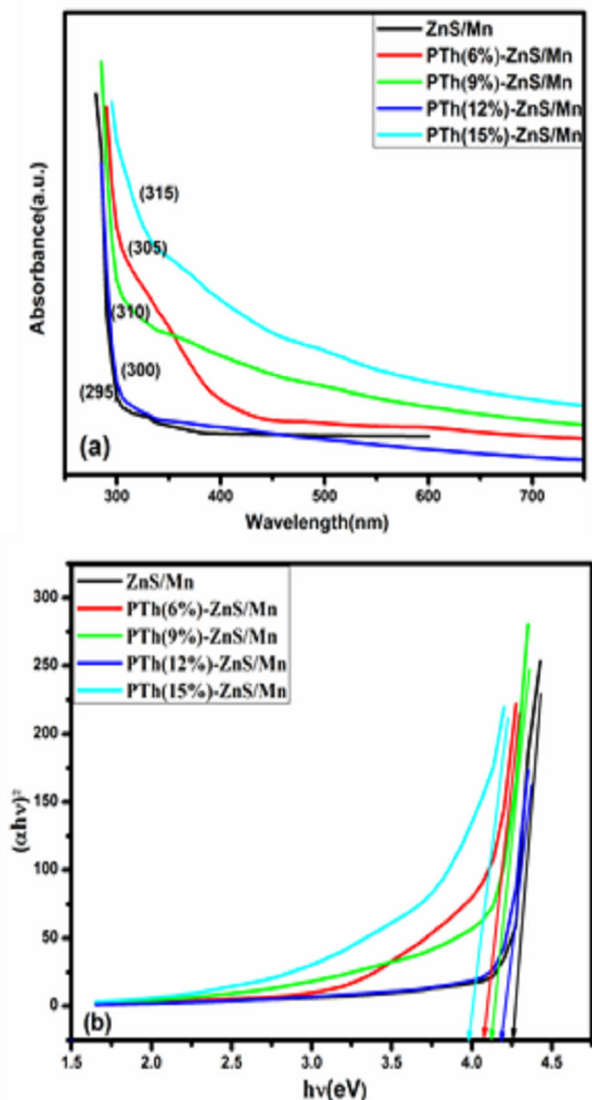 ZnS/Mn
PTh(6%)-ZnS/Mn
PTh(9%)-ZnS/Mn
PTh(12%)-ZnS/Mn
PTh(15%)-ZnS/Mn
Absorbance(a.u.)
(315)
(305)
(310)
(300)
(295
(a)
300 400 500 600 700
Wavelength(nm)
ZnS/Mn
PTh(6%)-ZnS/Mn
PTh(9%)-ZnS/Mn
PTh(12%)-ZnS/Mn
PTh(15%)-ZnS/Mn
300
250
200
150
100
50
0
(αhν)²
(b)
1.5 2.0 2.5 3.0 3.5 4.0 4.5
hν(eV)